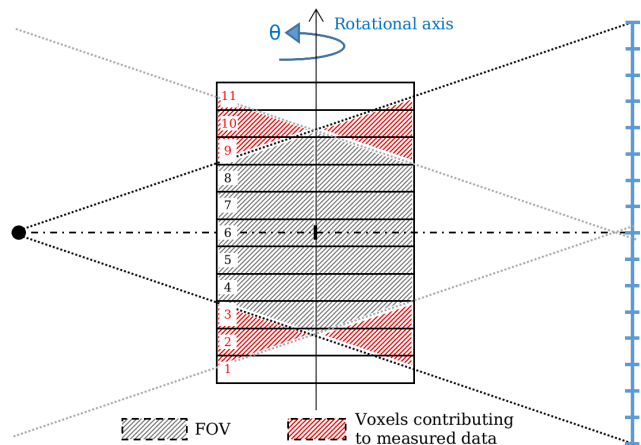 θ
Rotational axis
11
10
9
8
7
6
5
4
3
2
1
FOV
Voxels contributing
to measured data